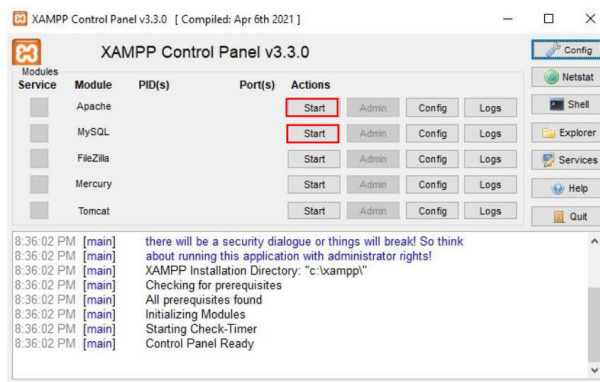 XAMPP Control Panel v3.3.0 [ Compiled: Apr 6th 2021 ]
XAMPP Control Panel v3.3.0
Config
Modules
Service Module PID(s) Port(s) Actions
Netstat
Apache Start Admin Config Logs
Shell
MySQL Start Admin Config Logs
Explorer
FileZilla Start Admin Config Logs
Services
Mercury Start Admin Config Logs
Help
Tomcat Start Admin Config Logs
Quit
8:36:02 PM [main] there will be a security dialogue or things will break! So think
8:36:02 PM [main] about running this application with administrator rights!
8:36:02 PM [main] XAMPP Installation Directory: "c:\xampp\"
8:36:02 PM [main] Checking for prerequisites
8:36:02 PM [main] All prerequisites found
8:36:02 PM [main] Initializing Modules
8:36:02 PM [main] Starting Check-Timer
8:36:02 PM [main] Control Panel Ready